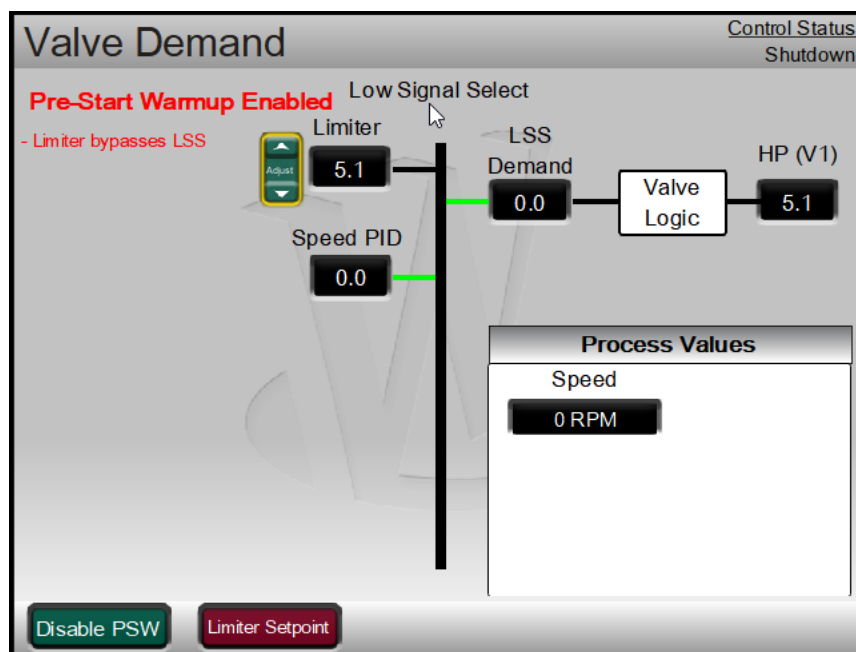 Valve Demand
Control Status
Shutdown
Pre-Start Warmup Enabled
Low Signal Select
- Limiter bypasses LSS
Limiter
LSS
Demand
HP (V1)
Adjust
5.1
0.0
Valve
Logic
5.1
Speed PID
0.0
Process Values
Speed
0 RPM
Disable PSW
Limiter Setpoint